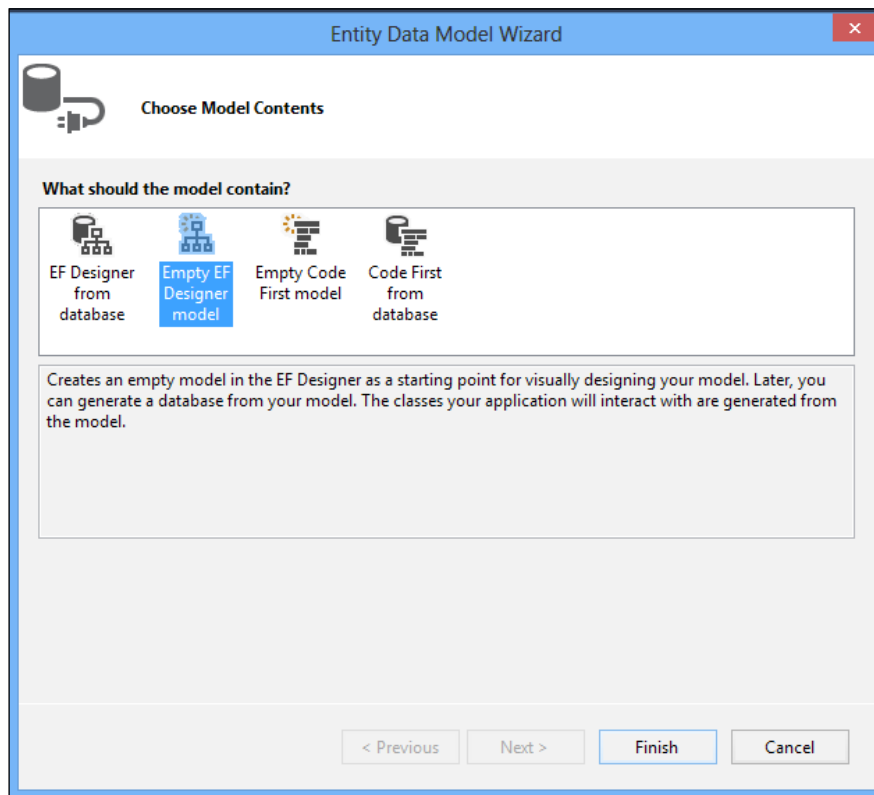 Entity Data Model Wizard
Choose Model Contents
What should the model contain?
EF Designer
from
database
Empty EF
Designer
model
Empty Code
First model
Code First
from
database
Creates an empty model in the EF Designer as a starting point for visually designing your model. Later, you
can generate a database from your model. The classes your application will interact with are generated from
the model.
< Previous
Next >
Finish
Cancel